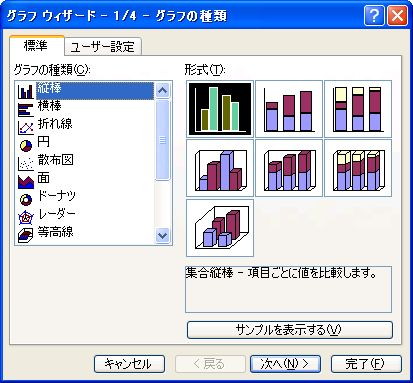 グラフ ウィザード - 1/4 - グラフの種類
標準
ユーザー設定
グラフの種類(C):
縦棒
横棒
折れ線
円
散布図
面
ドーナツ
レーダー
等高線
形式(T):
集合縦棒 - 項目ごとに値を比較します。
サンプルを表示する(V)
キャンセル
< 戻る
次へ(N) >
完了(F)